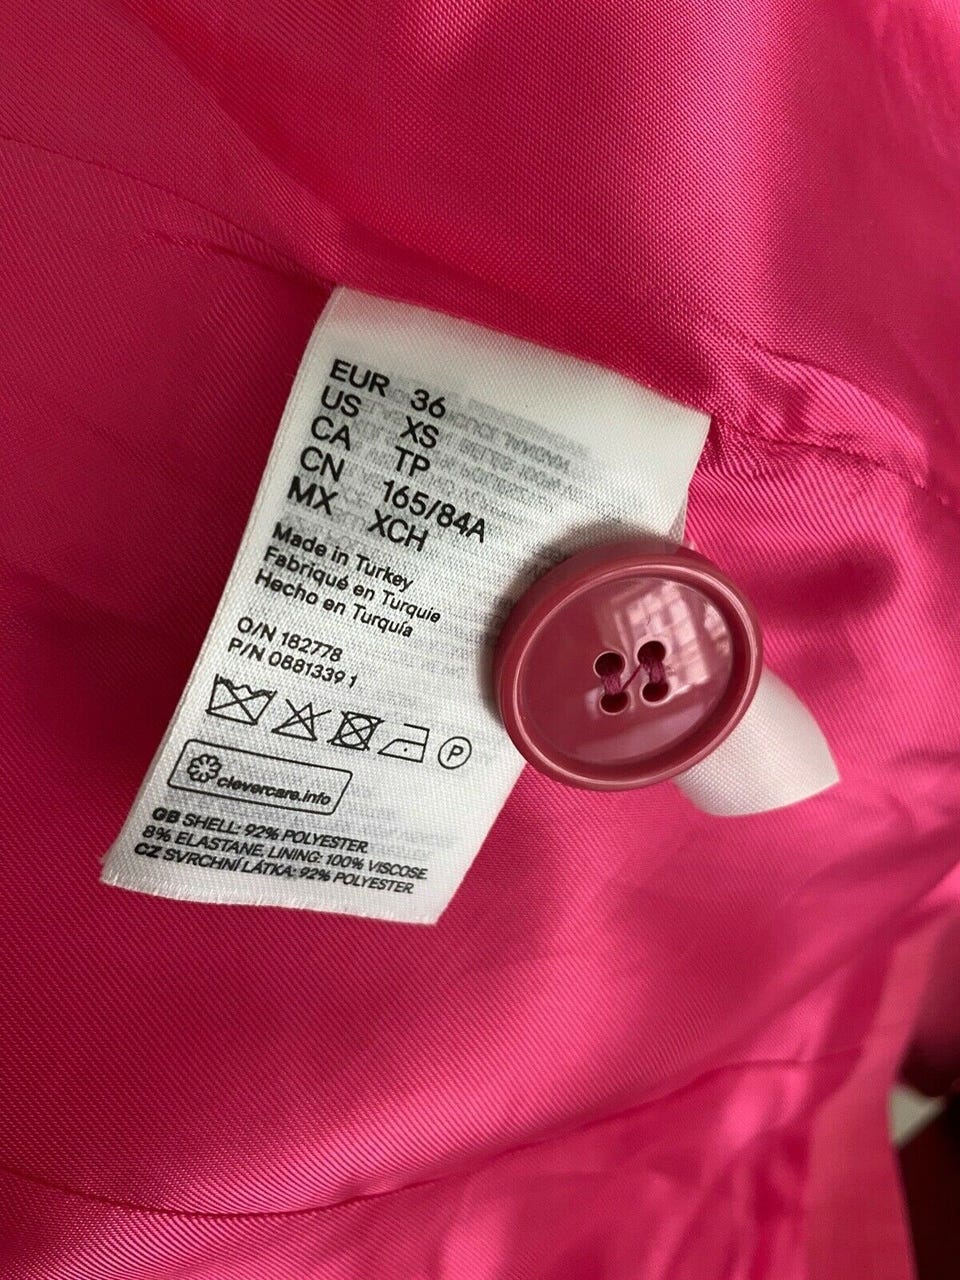 EUR 36
US XS
CA TP
CN 165/84A
MX XCH
Made in Turkey
Fabriqué en Turquie
Hecho en Turquía
O/N 182778
P/N 0881339 1
P
clevercare.info
GB SHELL: 92% POLYESTER
8% ELASTANE. LINING: 100% VISCOSE
CZ SVRCHNÍ LÁTKA: 92% POLYESTER